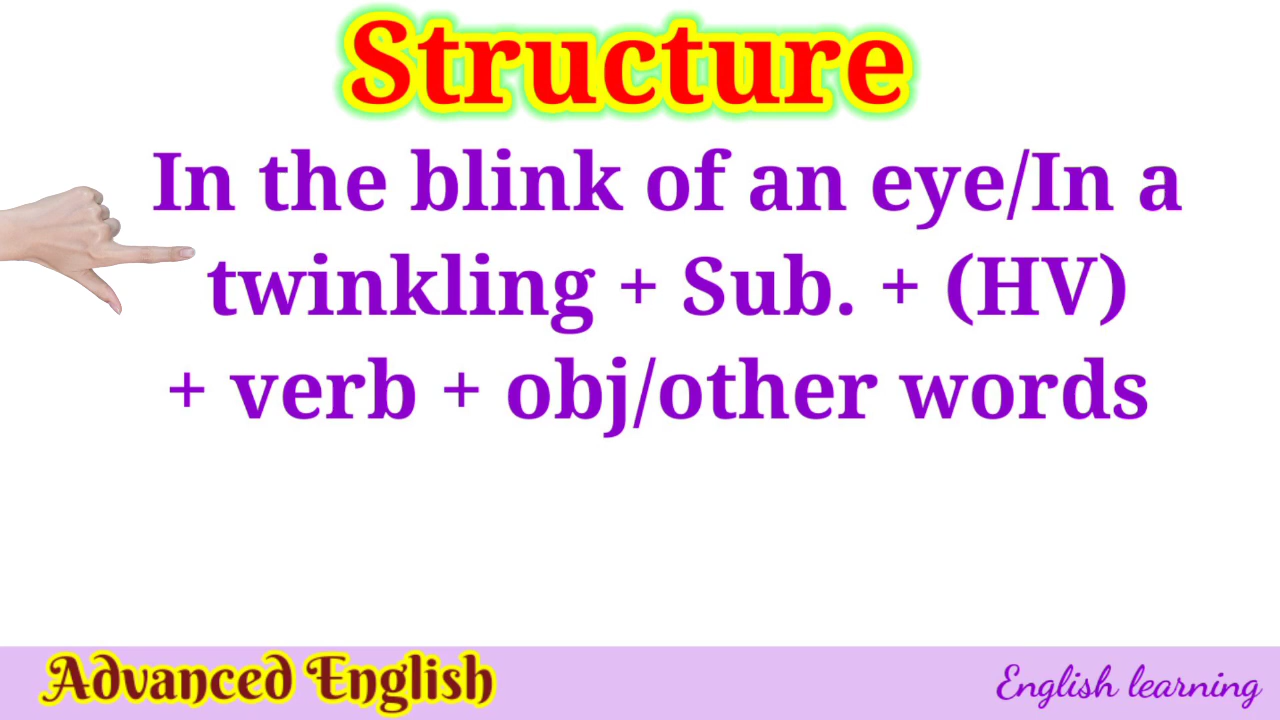 Structure
In the blink of an eye/In a
twinkling + Sub. + (HV)
+ verb + obj/other words
Advanced English
English learning